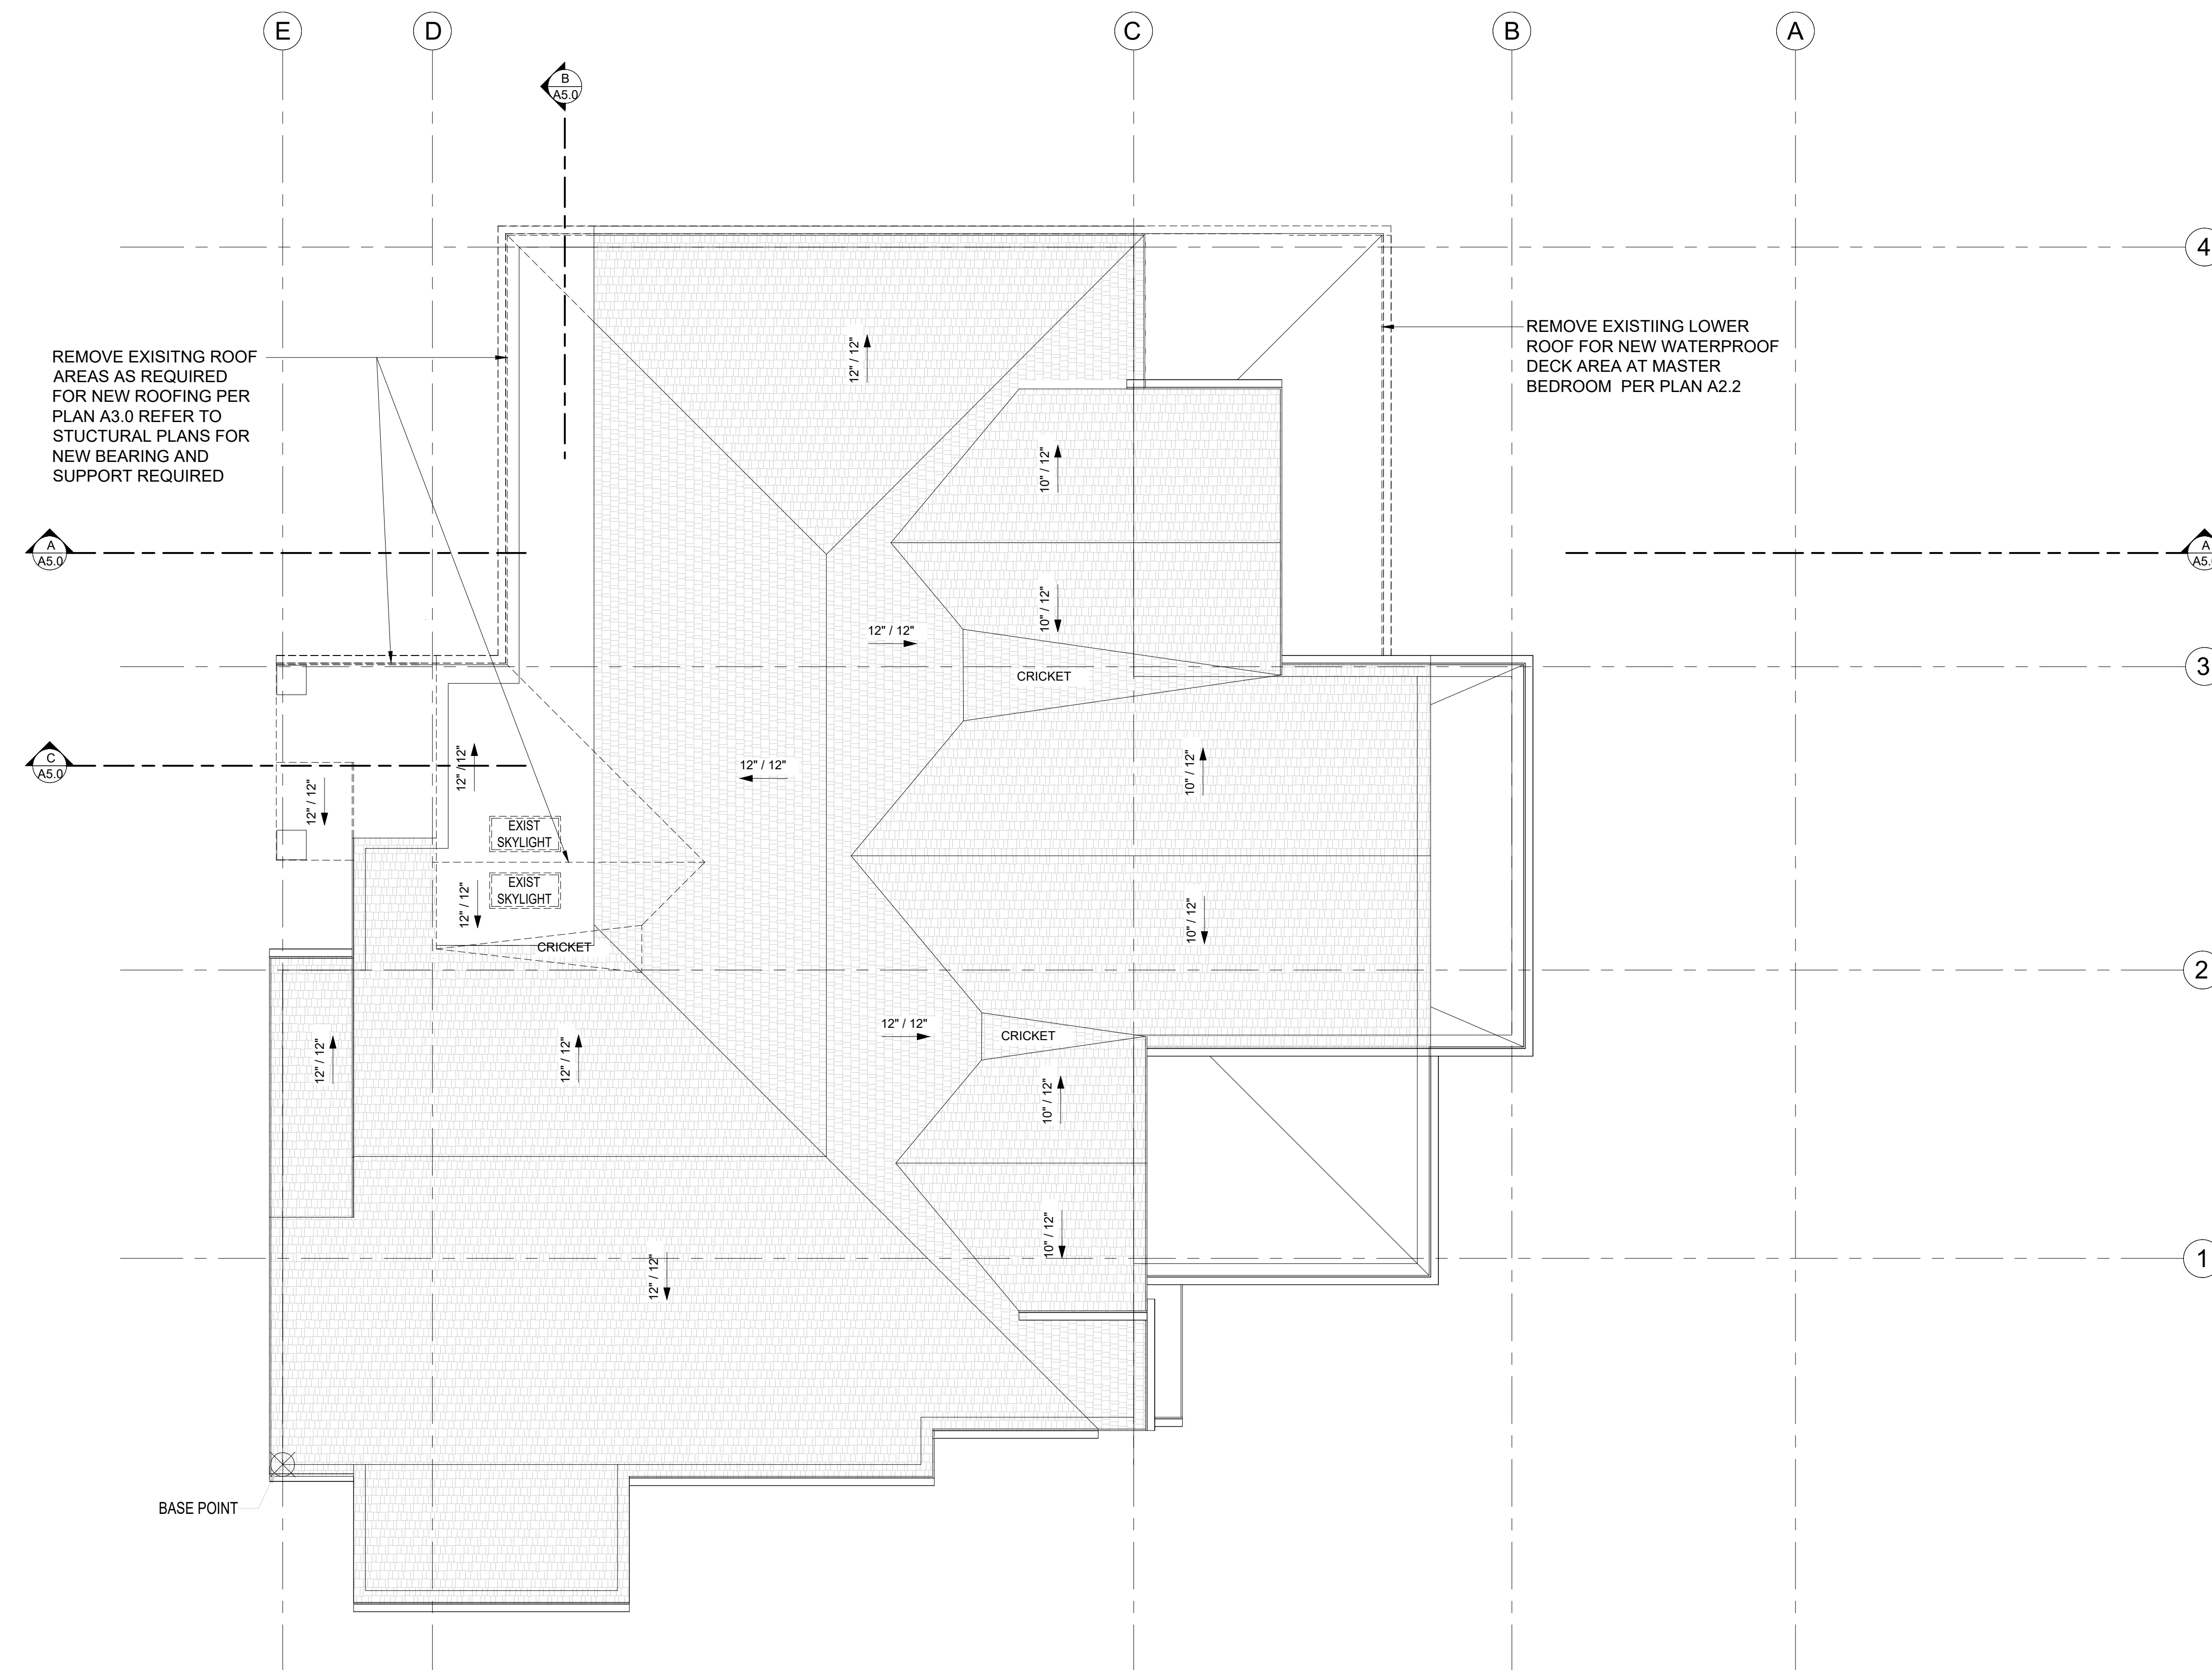 E
D
C
B
A
B
A5.0
4
REMOVE EXISITNG ROOF
AREAS AS REQUIRED
FOR NEW ROOFING PER
PLAN A3.0 REFER TO
STUCTURAL PLANS FOR
NEW BEARING AND
SUPPORT REQUIRED
REMOVE EXISTIING LOWER
ROOF FOR NEW WATERPROOF
DECK AREA AT MASTER
BEDROOM PER PLAN A2.2
12" / 12"
10" / 12"
A
A5.0
A
A5.
10" / 12"
12" / 12"
3
CRICKET
C
A5.0
12" / 12"
12" / 12"
12" / 12"
10" / 12"
EXIST
SKYLIGHT
EXIST
SKYLIGHT
12" / 12"
10" / 12"
CRICKET
2
12" / 12"
CRICKET
12" / 12"
12" / 12"
10" / 12"
10" / 12"
1
12" / 12"
BASE POINT